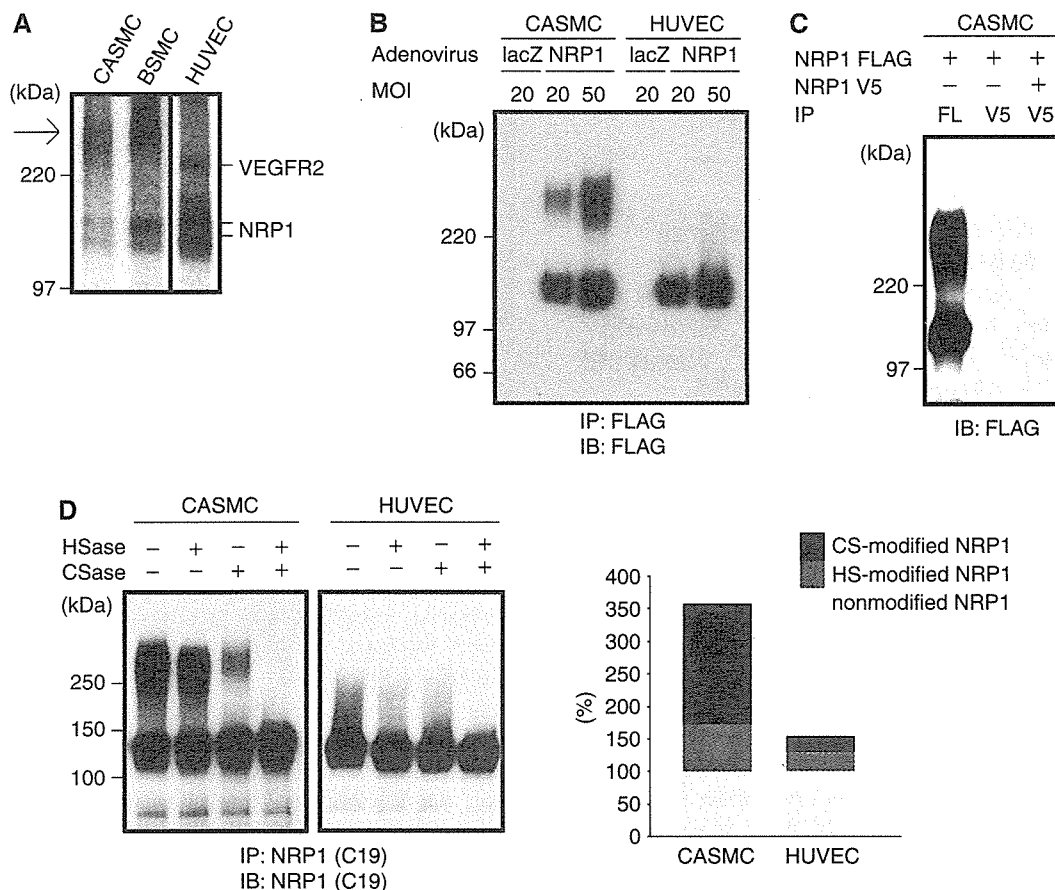 A
CASMC BSMC HUVEC
(kDa)
220
97
VEGFR2
NRP1
B
CASMC HUVEC
Adenovirus lacZ NRP1 lacZ NRP1
MOI 20 20 50 20 20 50
(kDa)
220
97
66
IP: FLAG
IB: FLAG
C
CASMC
NRP1 FLAG + + +
NRP1 V5 − − +
IP FL V5 V5
(kDa)
220
97
IB: FLAG
D
CASMC HUVEC
HSase − + − + − + − +
CSase − − + + − − + +
(kDa)
250
150
100
IP: NRP1 (C19)
IB: NRP1 (C19)
CS-modified NRP1
HS-modified NRP1
nonmodified NRP1
400
350
300
250
200
150
100
50
0
(%)
CASMC HUVEC